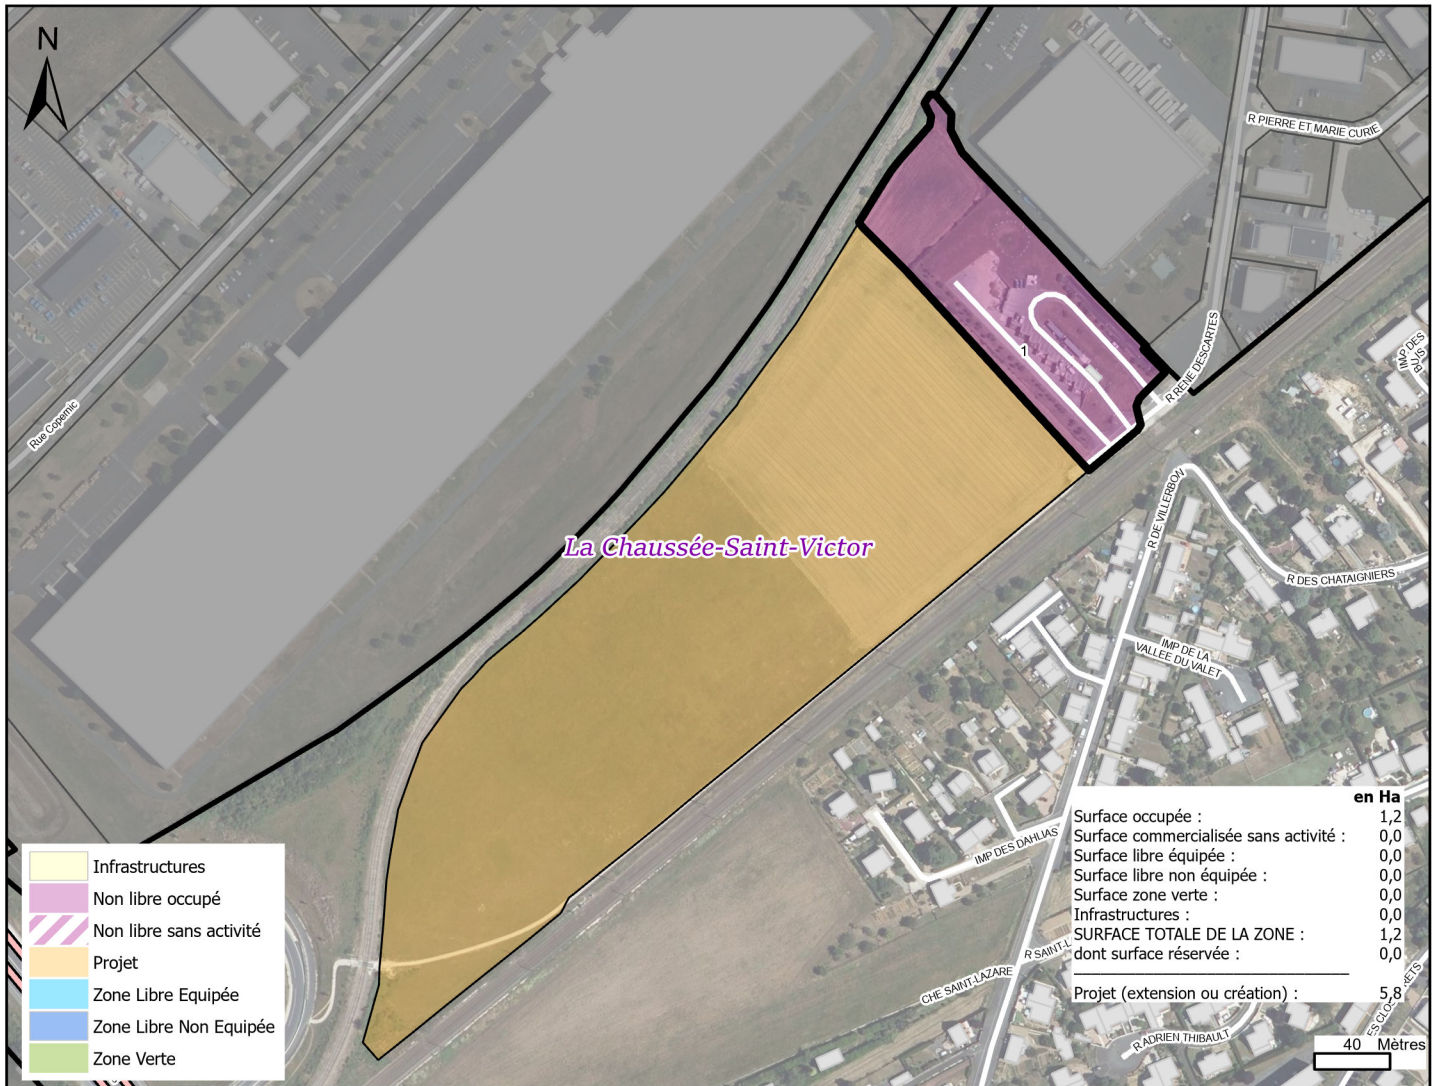 N
R PIERRE ET MARIE CURIE
IMP DES
BUIS
R RENE DESCARTES
1
Rue Copernic
R DE VILLERBON
La Chaussée-Saint-Victor
R DES CHATAIGNIERS
IMP DE LA
VALLEE DU VALET
IMP DES DAHLIAS
R SAINT-L
CHE SAINT-LAZARE
R ADRIEN THIBAULT
Infrastructures
Non libre occupé
Non libre sans activité
Projet
Zone Libre Equipée
Zone Libre Non Equipée
Zone Verte
en Ha
Surface occupée : 1,2
Surface commercialisée sans activité : 0,0
Surface libre équipée : 0,0
Surface libre non équipée : 0,0
Surface zone verte : 0,0
Infrastructures : 0,0
SURFACE TOTALE DE LA ZONE : 1,2
dont surface réservée : 0,0
Projet (extension ou création) : 5,8
40 Mètres